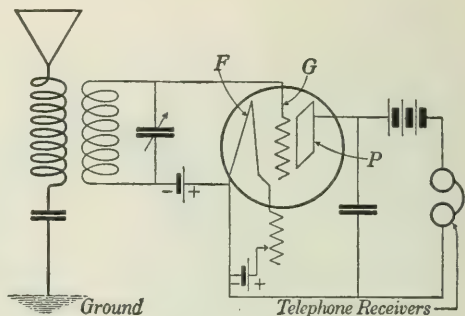 F
G
P
- +
- +
Ground
Telephone Receivers